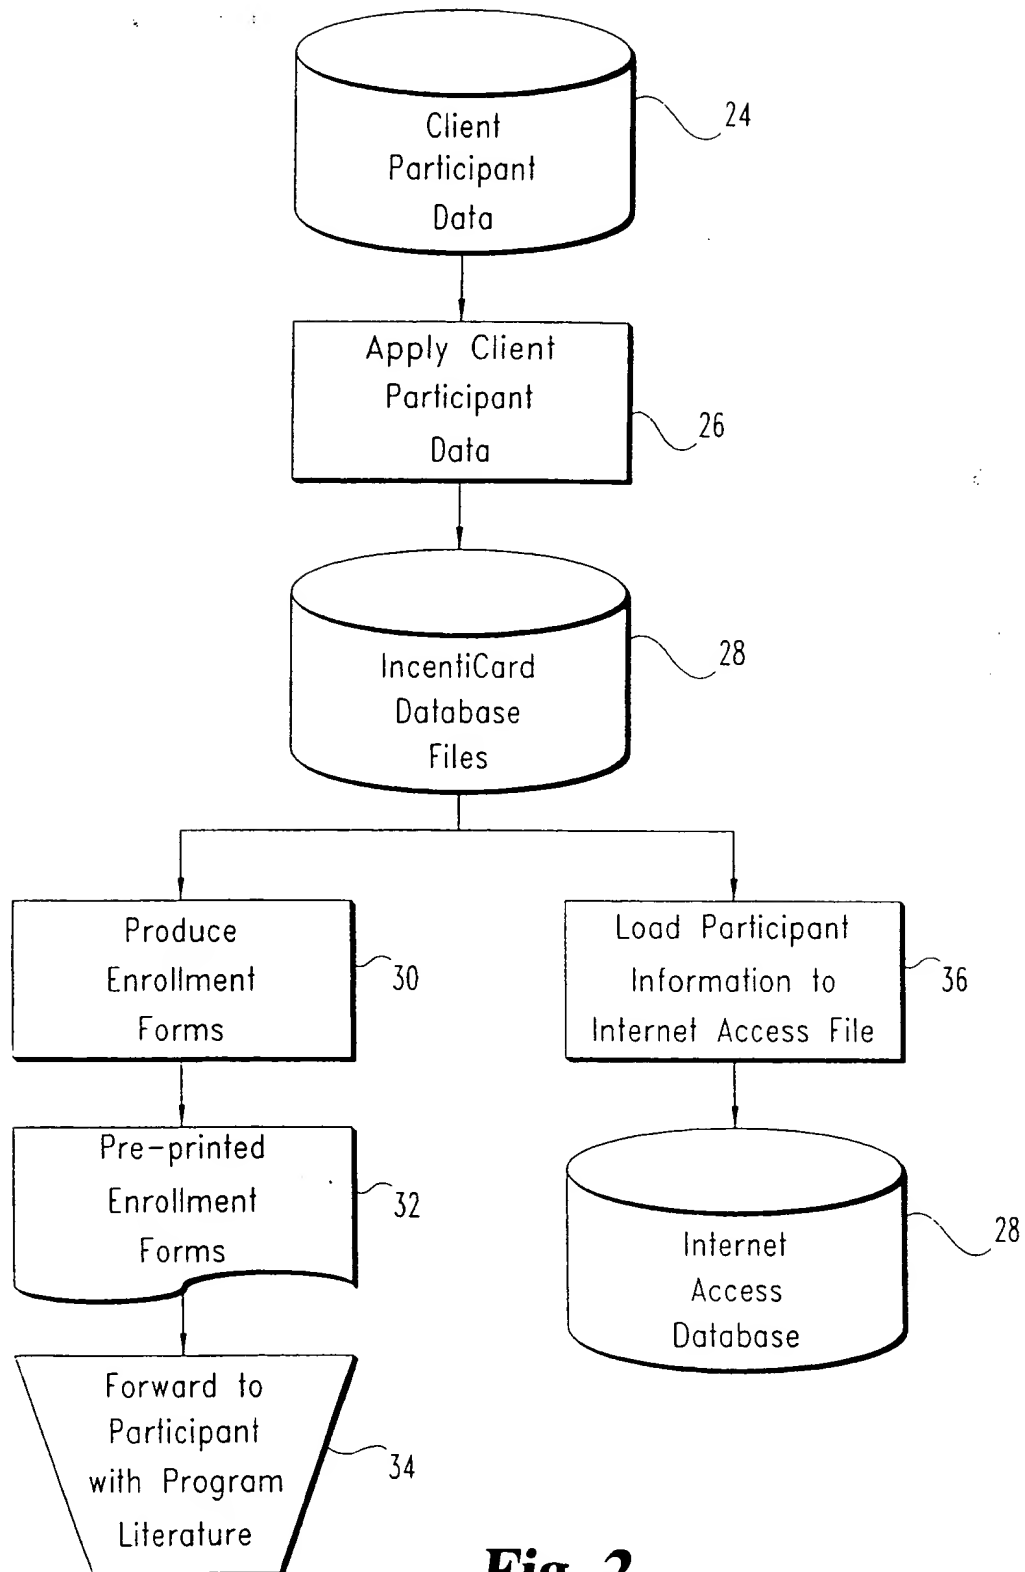 Client
Participant
Data
24
Apply Client
Participant
Data
26
IncentiCard
Database
Files
28
Produce
Enrollment
Forms
30
Load Participant
Information to
Internet Access File
36
Pre-printed
Enrollment
Forms
32
Internet
Access
Database
28
Forward to
Participant
with Program
Literature
34
Fig. 2